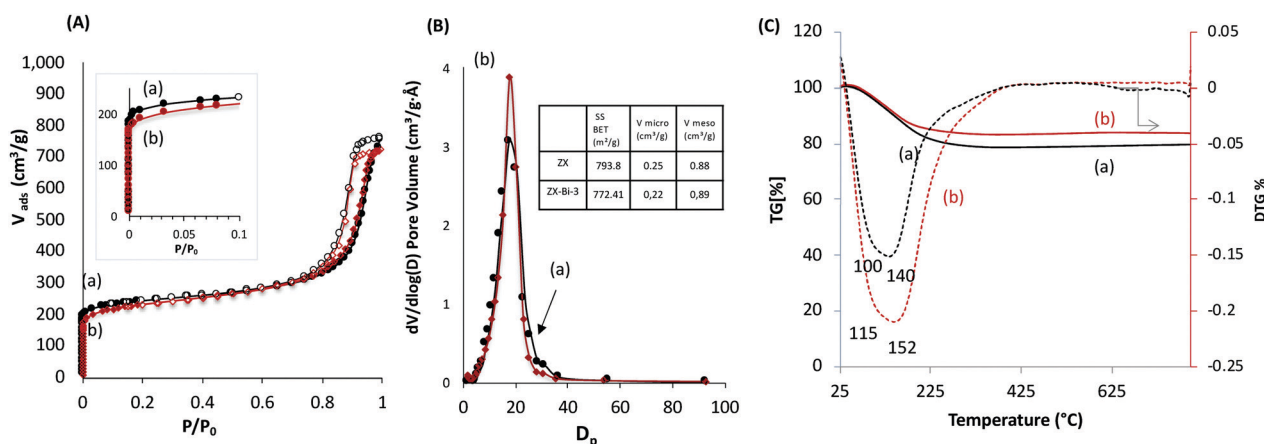 (A)
V ads (cm³/g)
1,000
900
800
700
600
500
400
300
200
100
0
(a)
(b)
200
100
0
0
0.1
P/P₀
(a)
b)
0
0.2
0.4
0.6
0.8
1
P/P₀
(B)
(b)
dV/dlog(D) Pore Volume (cm³/g·Å)
4
3
2
1
0
SS BET (m²/g)
V micro (cm³/g)
V meso (cm³/g)
ZX 793.8 0.25 0.88
ZX-Bi-3 772.41 0,22 0,89
(a)
0
20
40
60
80
100
Dp
(C)
TG[%]
120
100
80
60
40
20
0
0.05
0
-0.05
-0.1
-0.15
-0.2
-0.25
DTG %
(b)
(a)
(a)
(b)
100
140
115
152
25
225
425
625
Temperature (°C)